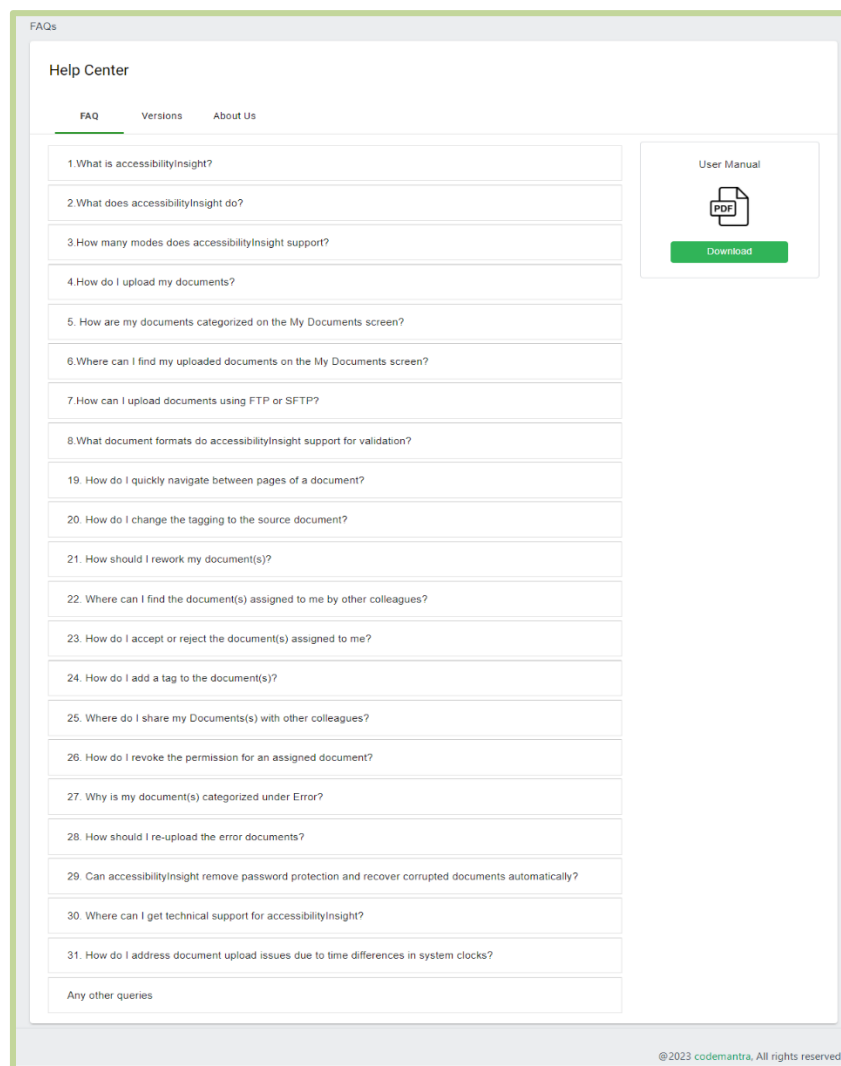 FAQs
Help Center
FAQ Versions About Us
1.What is accessibilityInsight?
2.What does accessibilityInsight do?
3.How many modes does accessibilityInsight support?
4.How do I upload my documents?
5. How are my documents categorized on the My Documents screen?
6.Where can I find my uploaded documents on the My Documents screen?
7.How can I upload documents using FTP or SFTP?
8.What document formats do accessibilityInsight support for validation?
19. How do I quickly navigate between pages of a document?
20. How do I change the tagging to the source document?
21. How should I rework my document(s)?
22. Where can I find the document(s) assigned to me by other colleagues?
23. How do I accept or reject the document(s) assigned to me?
24. How do I add a tag to the document(s)?
25. Where do I share my Documents(s) with other colleagues?
26. How do I revoke the permission for an assigned document?
27. Why is my document(s) categorized under Error?
28. How should I re-upload the error documents?
29. Can accessibilityInsight remove password protection and recover corrupted documents automatically?
30. Where can I get technical support for accessibilityInsight?
31. How do I address document upload issues due to time differences in system clocks?
Any other queries
User Manual
PDF
Download
@2023 codemantra, All rights reserved